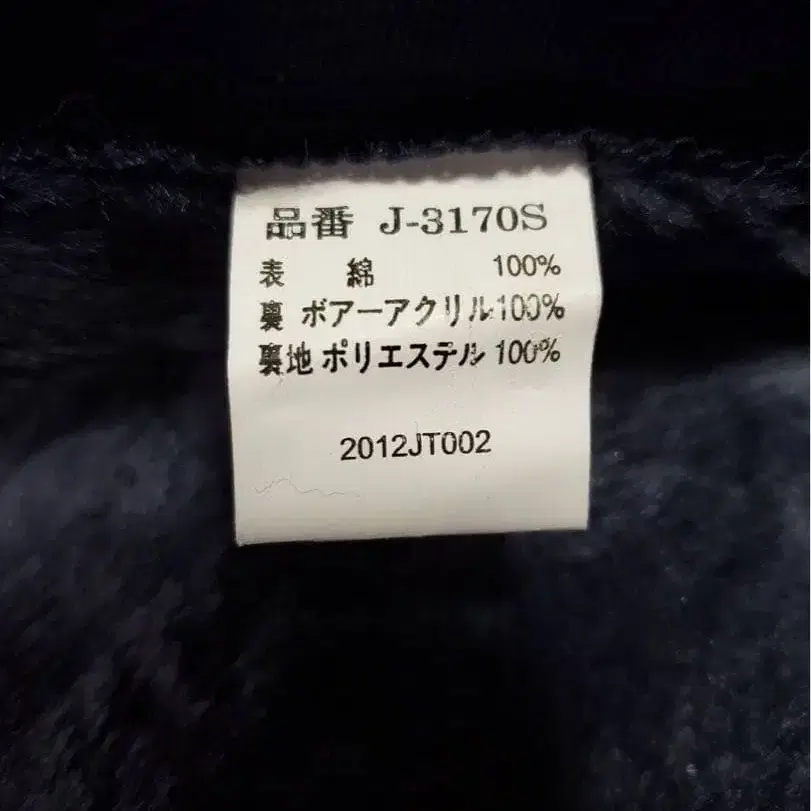 品番 J-3170S
表 綿 100%
裏 ボアーアクリル100%
裏地 ポリエステル 100%
2012JT002